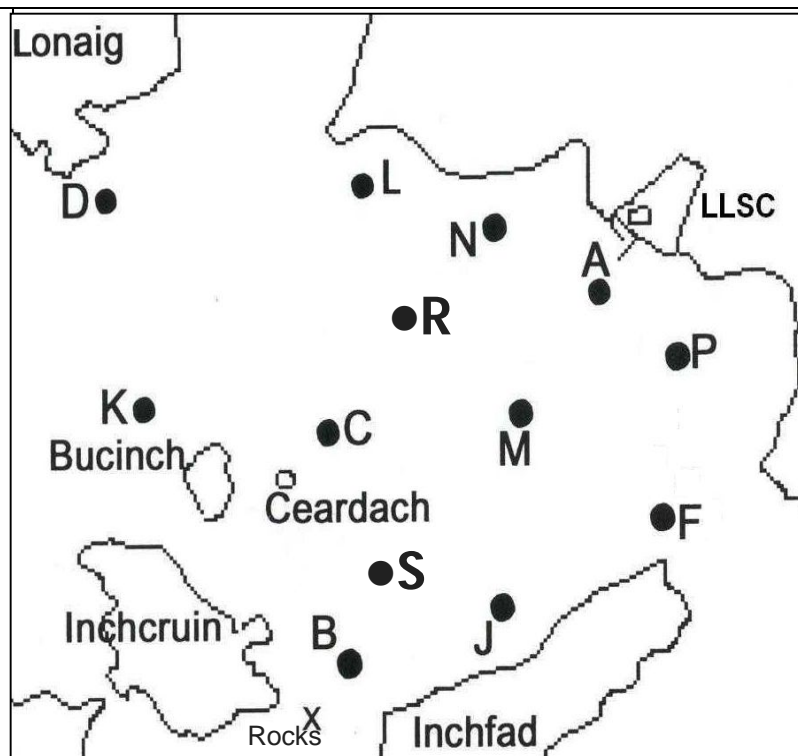 Lonaig
D
L
LLSC
N
A
R
P
K
C
M
Bucinch
Ceardach
F
S
Inchcruin
B
J
X
Rocks
Inchfad